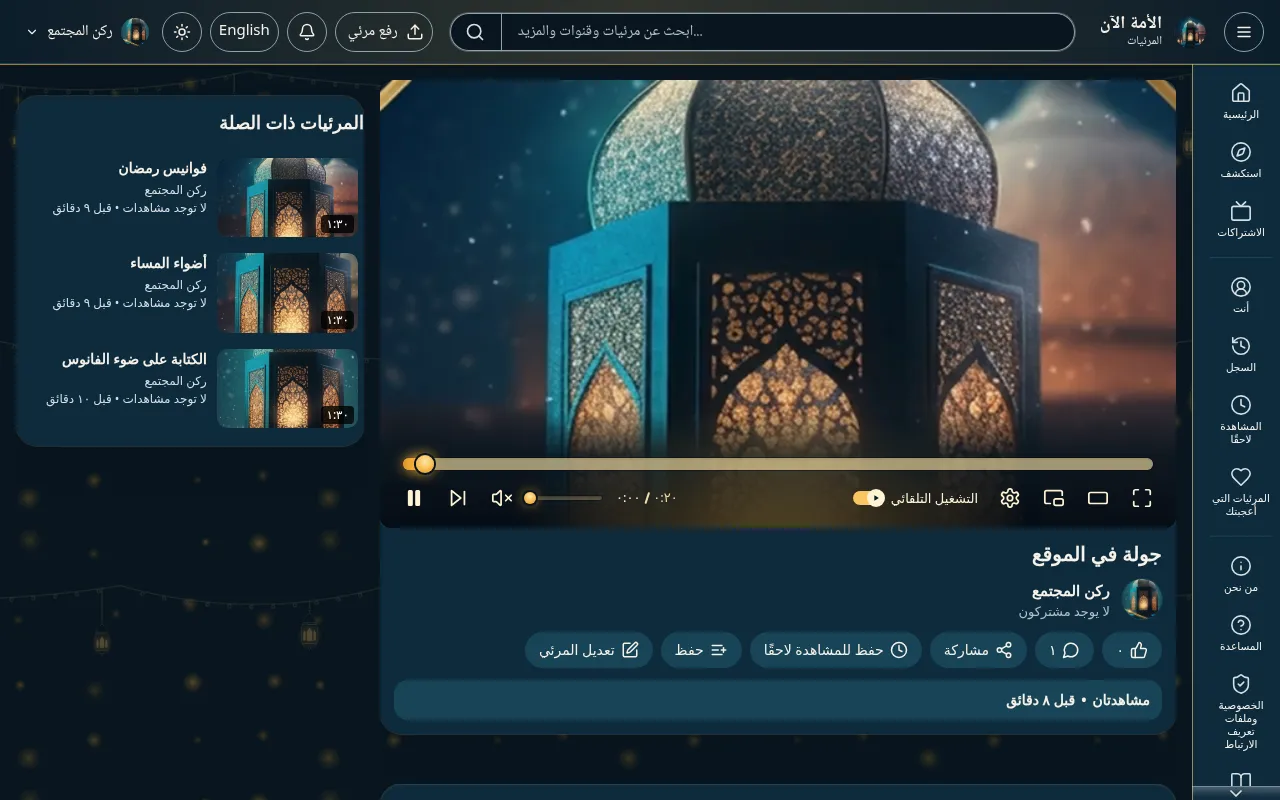 الأمة الآن
المرئيات
ابحث عن مرئيات وقنوات والمزيد...
رفع مرئي
English
ركن المجتمع
الرئيسية
استكشف
الاشتراكات
أنت
السجل
المشاهدة
لاحقًا
المرئيات التي
أعجبتك
من نحن
المساعدة
الخصوصية
وملفات
تعريف
الارتباط
التشغيل التلقائي
٠:٠٠ / ٠:٢٠
جولة في الموقع
ركن المجتمع
لا يوجد مشتركون
٠
١
مشاركة
حفظ للمشاهدة لاحقًا
حفظ
تعديل المرئي
مشاهدتان • قبل ٨ دقائق
المرئيات ذات الصلة
١:٣٠
فوانيس رمضان
ركن المجتمع
لا توجد مشاهدات • قبل ٩ دقائق
١:٣٠
أضواء المساء
ركن المجتمع
لا توجد مشاهدات • قبل ٩ دقائق
١:٣٠
الكتابة على ضوء الفانوس
ركن المجتمع
لا توجد مشاهدات • قبل ١٠ دقائق